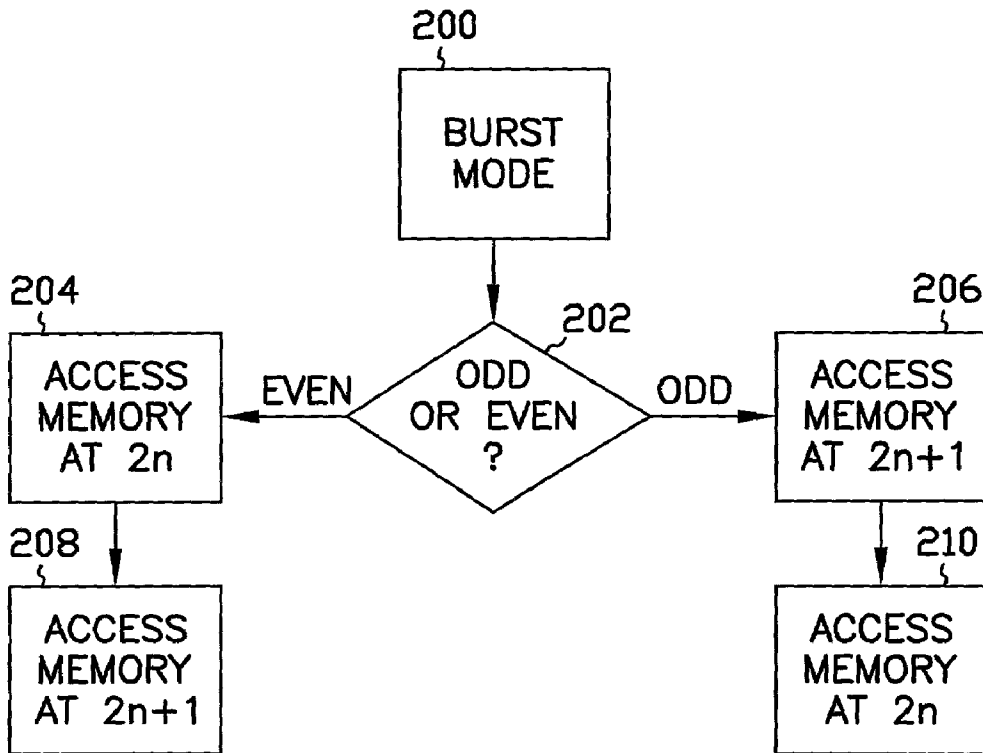 200
BURST
MODE
204
202
206
ACCESS
MEMORY
AT 2n
EVEN
ODD
OR EVEN
?
ODD
ACCESS
MEMORY
AT 2n+1
208
210
ACCESS
MEMORY
AT 2n+1
ACCESS
MEMORY
AT 2n